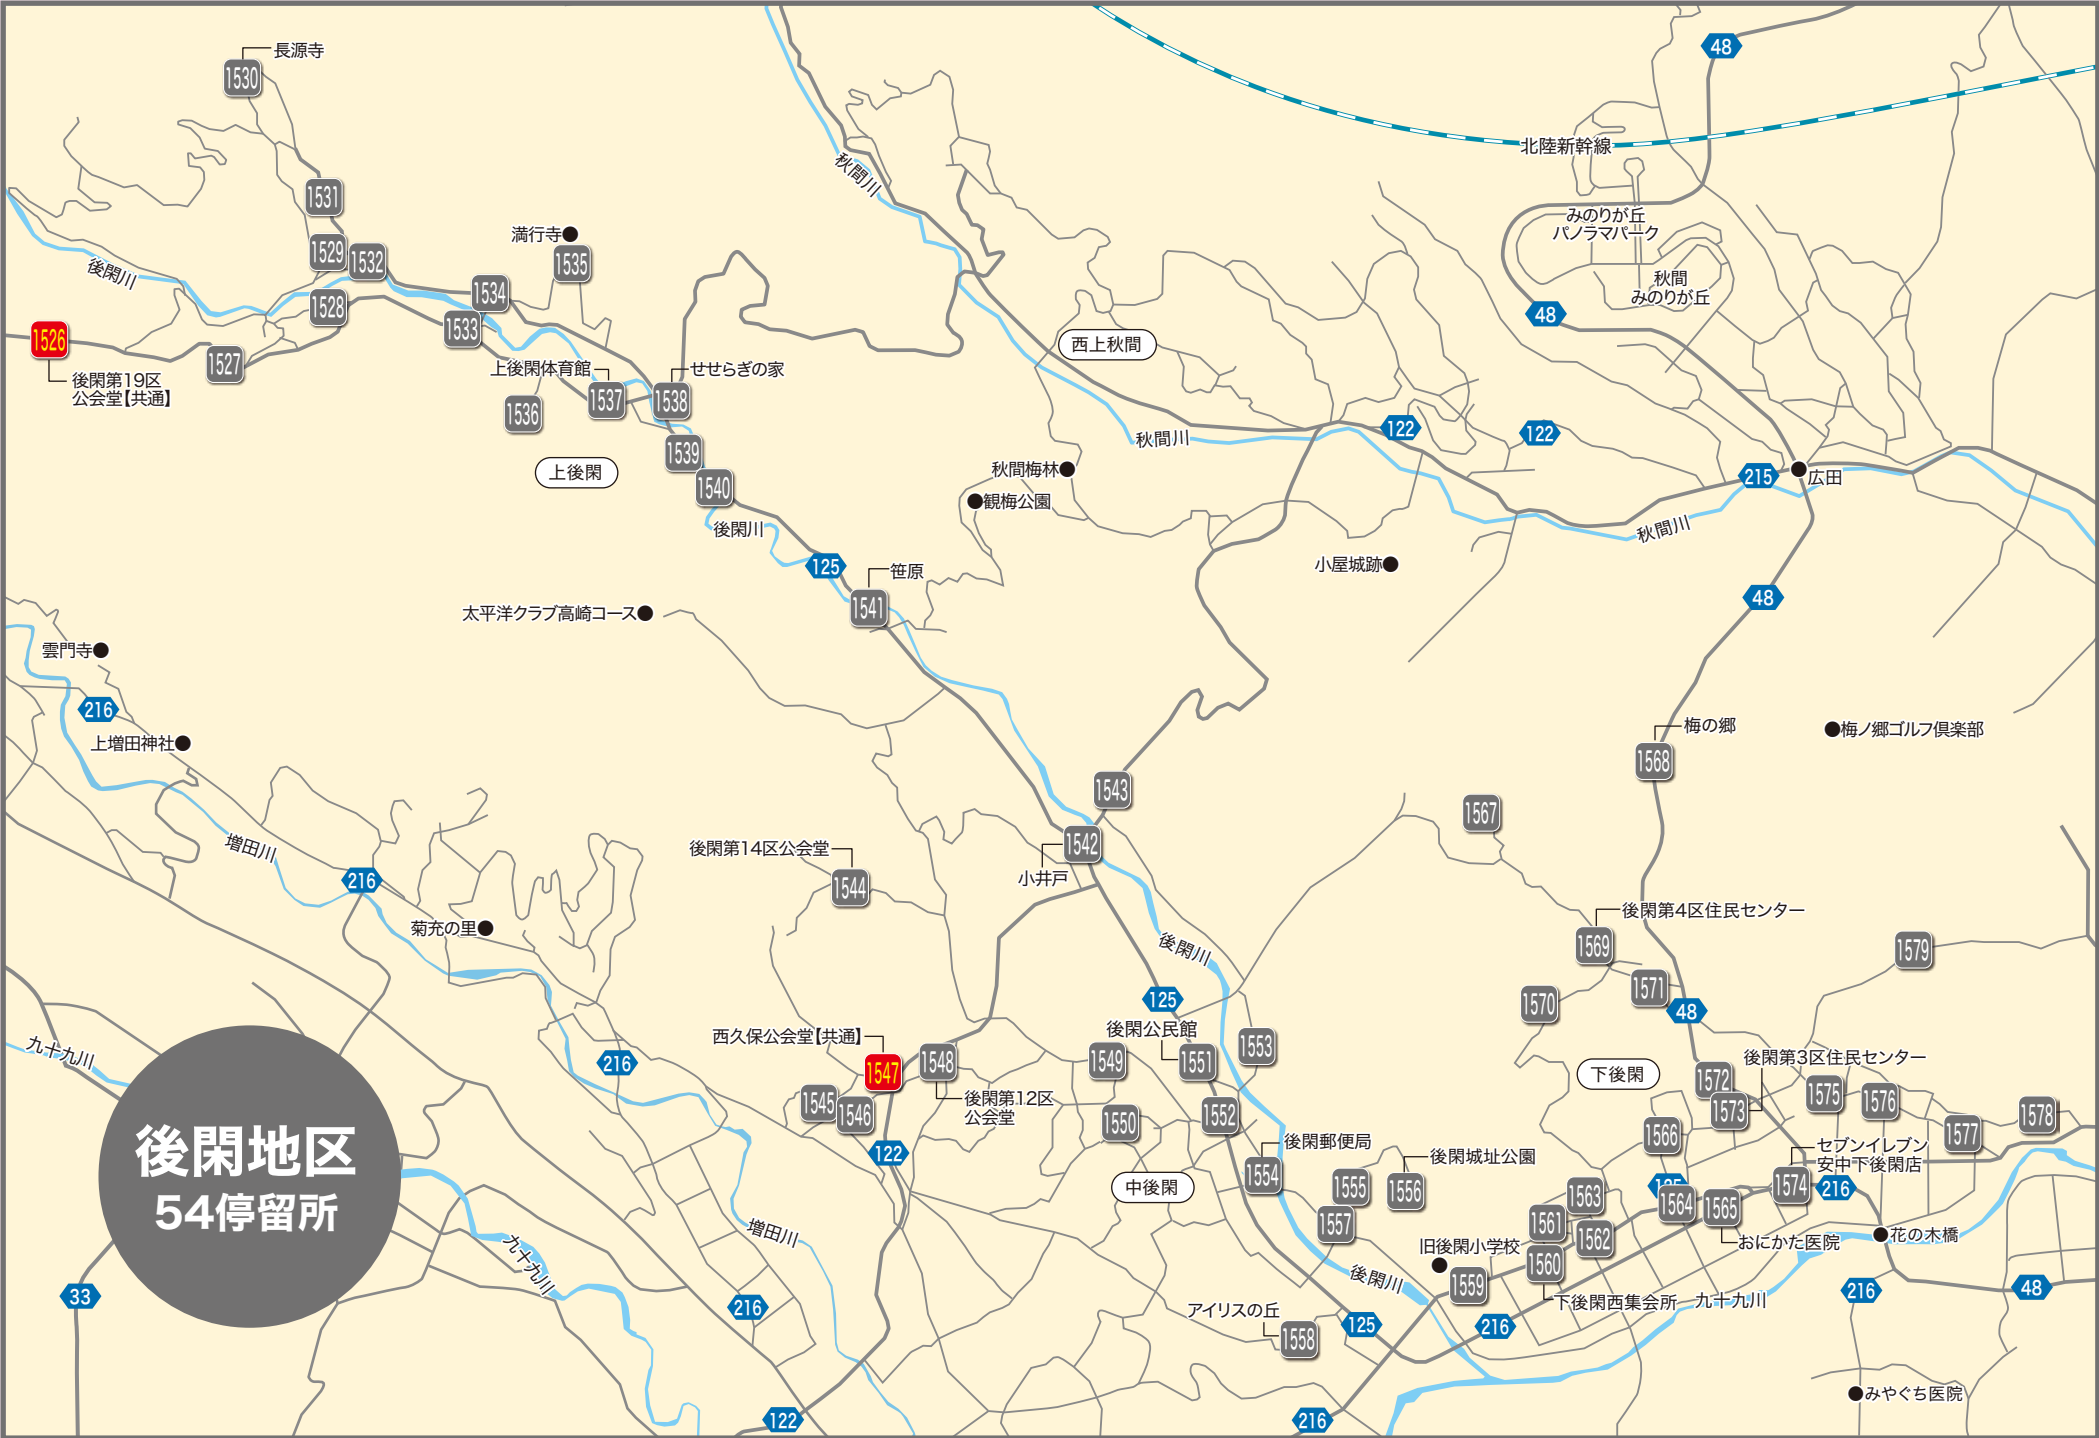 長源寺
1530
48
北陸新幹線
秋間川
1531
満行寺
みのりが丘
パノラマパーク
1529
1532
1535
後閑川
秋間
みのりが丘
1534
1528
48
1533
1526
西上秋間
1527
後閑第19区
公会堂【共通】
上後閑体育館
せせらぎの家
1537
1538
1536
122
122
秋間川
1539
上後閑
秋間梅林
215
広田
1540
観梅公園
後閑川
秋間川
125
小屋城跡
笹原
48
1541
太平洋クラブ高崎コース
雲門寺
216
梅の郷
梅ノ郷ゴルフ倶楽部
上増田神社
1568
1543
1567
増田川
後閑第14区公会堂
1542
小井戸
216
1544
後閑第4区住民センター
菊充の里
1569
後閑川
1579
1571
125
1570
48
後閑公民館
西久保公会堂【共通】
九十九川
1553
216
1548
1549
1551
後閑第3区住民センター
1547
下後閑
1572
1575
1576
1545
1546
後閑第12区
公会堂
1573
1578
1550
1552
1566
1577
後閑郵便局
セブンイレブン
安中下後閑店
後閑地区
54停留所
122
後閑城址公園
1554
中後閑
1555
1556
125
1574
216
1563
1564
1565
1557
1561
増田川
1562
おにかた医院
花の木橋
旧後閑小学校
九十九川
1560
後閑川
1559
33
216
下後閑西集会所
九十九川
216
48
アイリスの丘
1558
125
216
みやぐち医院
122
216